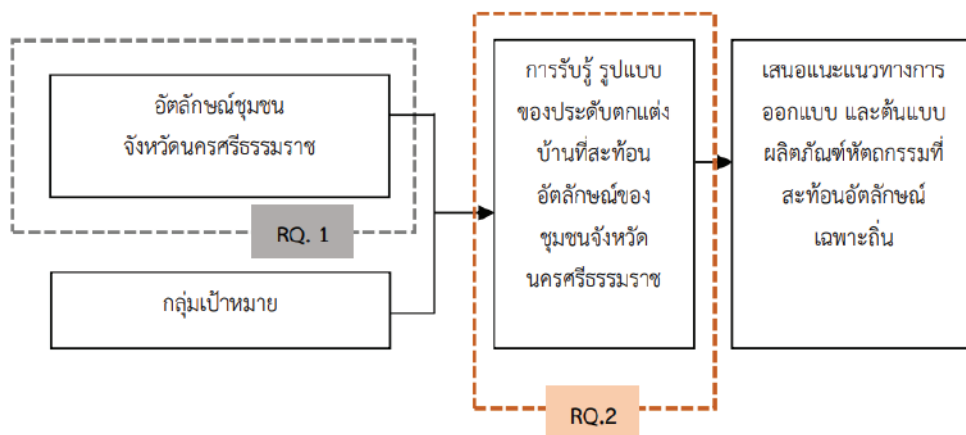 อัตลักษณ์ชุมชน
จังหวัดนครศรีธรรมราช
RQ. 1
กลุ่มเป้าหมาย
การรับรู้ รูปแบบ
ของประดับตกแต่ง
บ้านที่สะท้อน
อัตลักษณ์ของ
ชุมชนจังหวัด
นครศรีธรรมราช
RQ.2
เสนอแนะแนวทางการ
ออกแบบ และต้นแบบ
ผลิตภัณฑ์หัตถกรรมที่
สะท้อนอัตลักษณ์
เฉพาะถิ่น